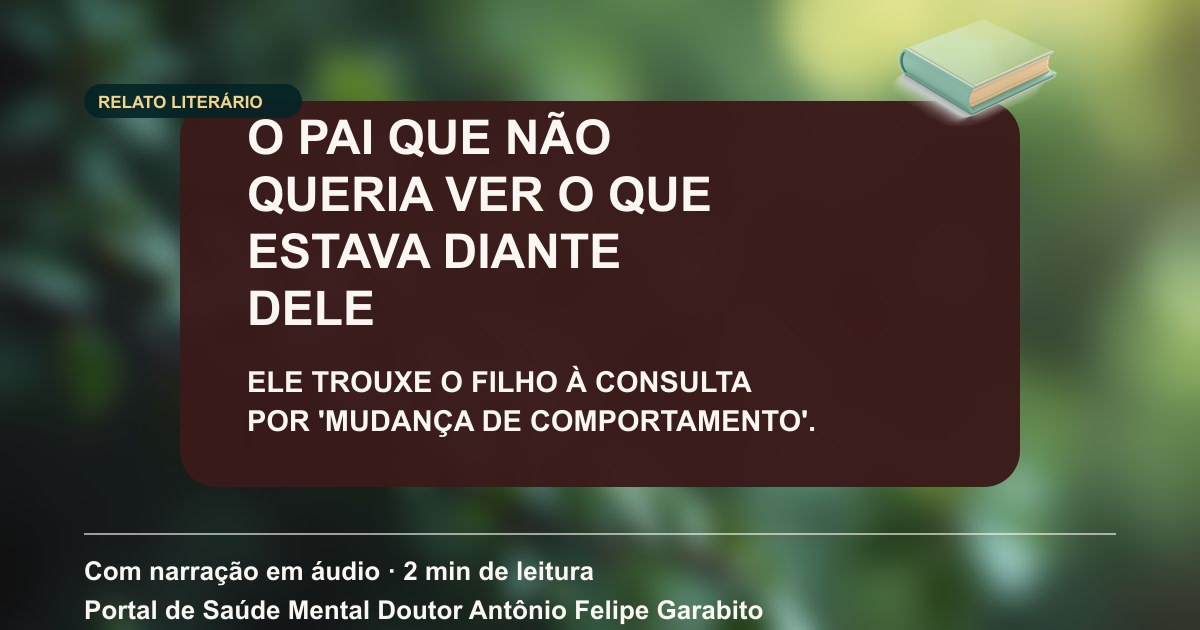 RELATO LITERÁRIO
O PAI QUE NÃO
QUERIA VER O QUE
ESTAVA DIANTE
DELE
ELE TROUXE O FILHO À CONSULTA
POR 'MUDANÇA DE COMPORTAMENTO'.
Com narração em áudio · 2 min de leitura
Portal de Saúde Mental Doutor Antônio Felipe Garabito